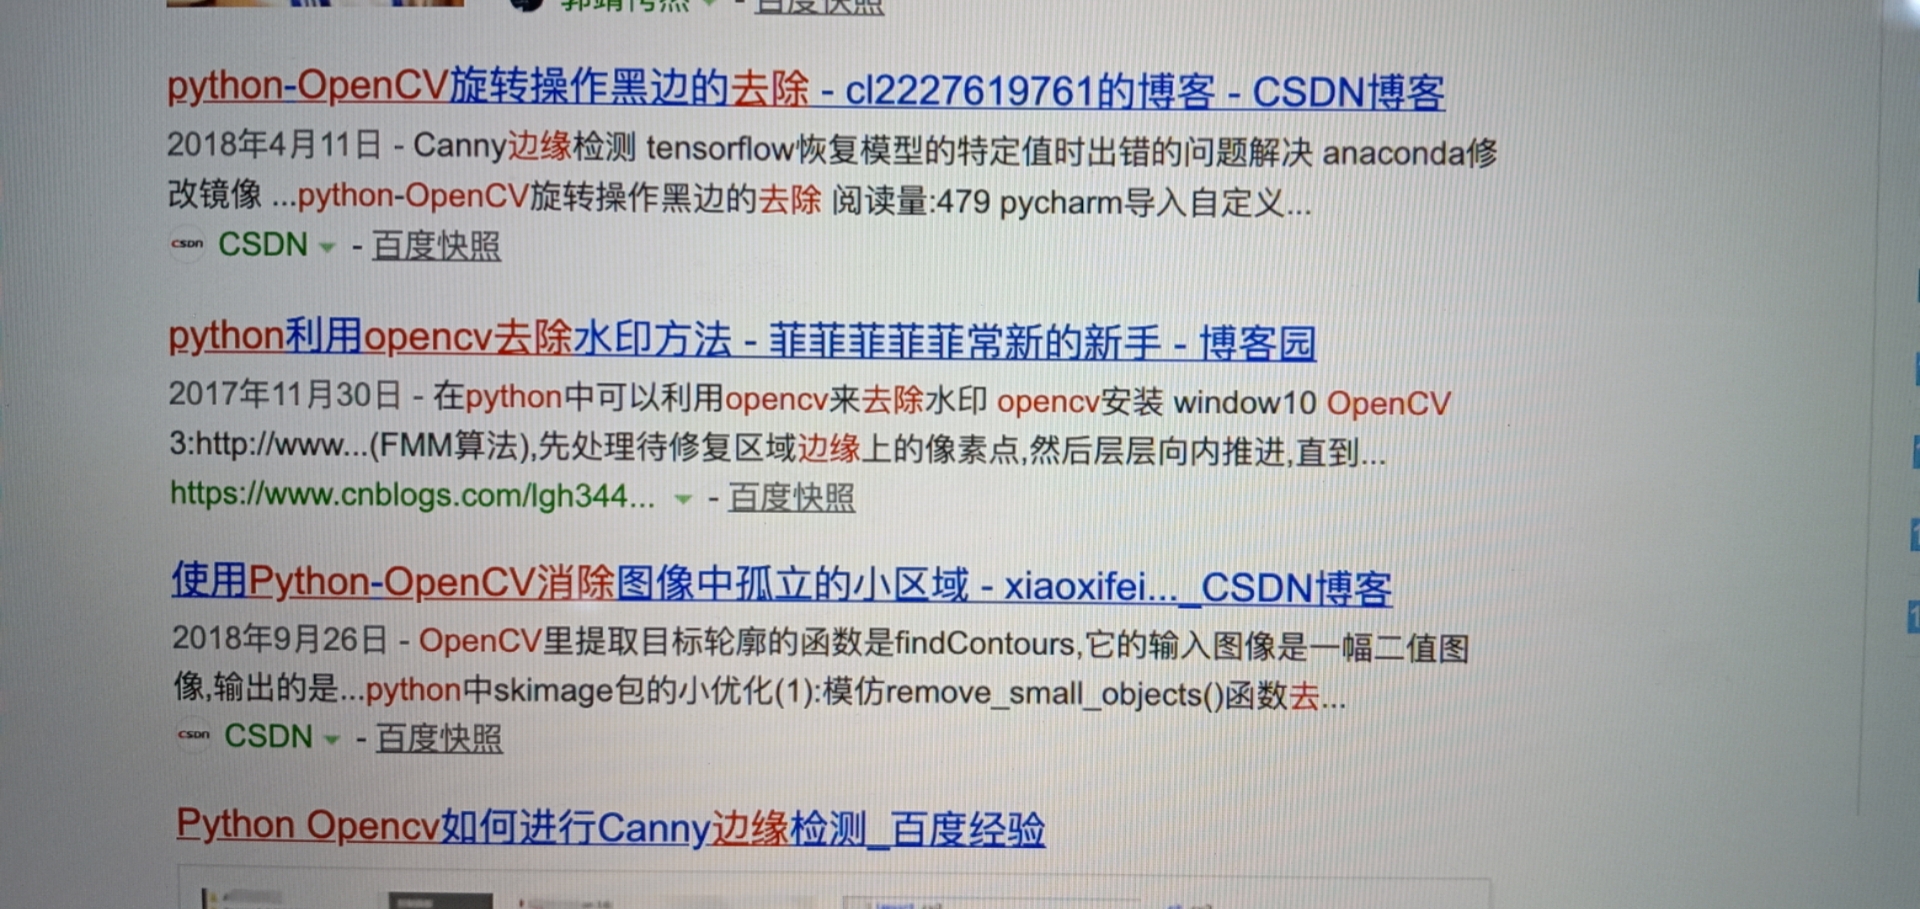 百度快照
python-OpenCV旋转操作黑边的去除 - cl2227619761的博客 - CSDN博客
2018年4月11日 - Canny边缘检测 tensorflow恢复模型的特定值时出错的问题解决 anaconda修
改镜像 ...python-OpenCV旋转操作黑边的去除 阅读量:479 pycharm导入自定义...
CSDN CSDN - 百度快照
python利用opencv去除水印方法 - 菲菲菲菲菲常新的新手 - 博客园
2017年11月30日 - 在python中可以利用opencv来去除水印 opencv安装 window10 OpenCV
3:http://www...(FMM算法),先处理待修复区域边缘上的像素点,然后层层向内推进,直到...
https://www.cnblogs.com/lgh344... - 百度快照
使用Python-OpenCV消除图像中孤立的小区域 - xiaoxifei..._CSDN博客
2018年9月26日 - OpenCV里提取目标轮廓的函数是findContours,它的输入图像是一幅二值图
像,输出的是...python中skimage包的小优化(1):模仿remove_small_objects()函数去...
CSDN CSDN - 百度快照
Python Opencv如何进行Canny边缘检测_百度经验